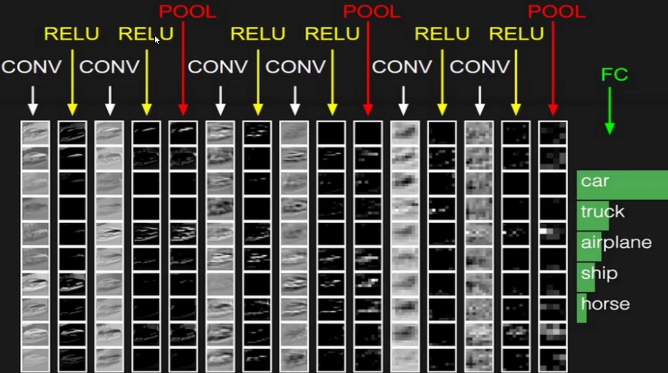 POOL POOL POOL
RELU RELU RELU RELU RELU RELU
CONV CONV CONV CONV CONV CONV
FC
car
truck
airplane
ship
horse